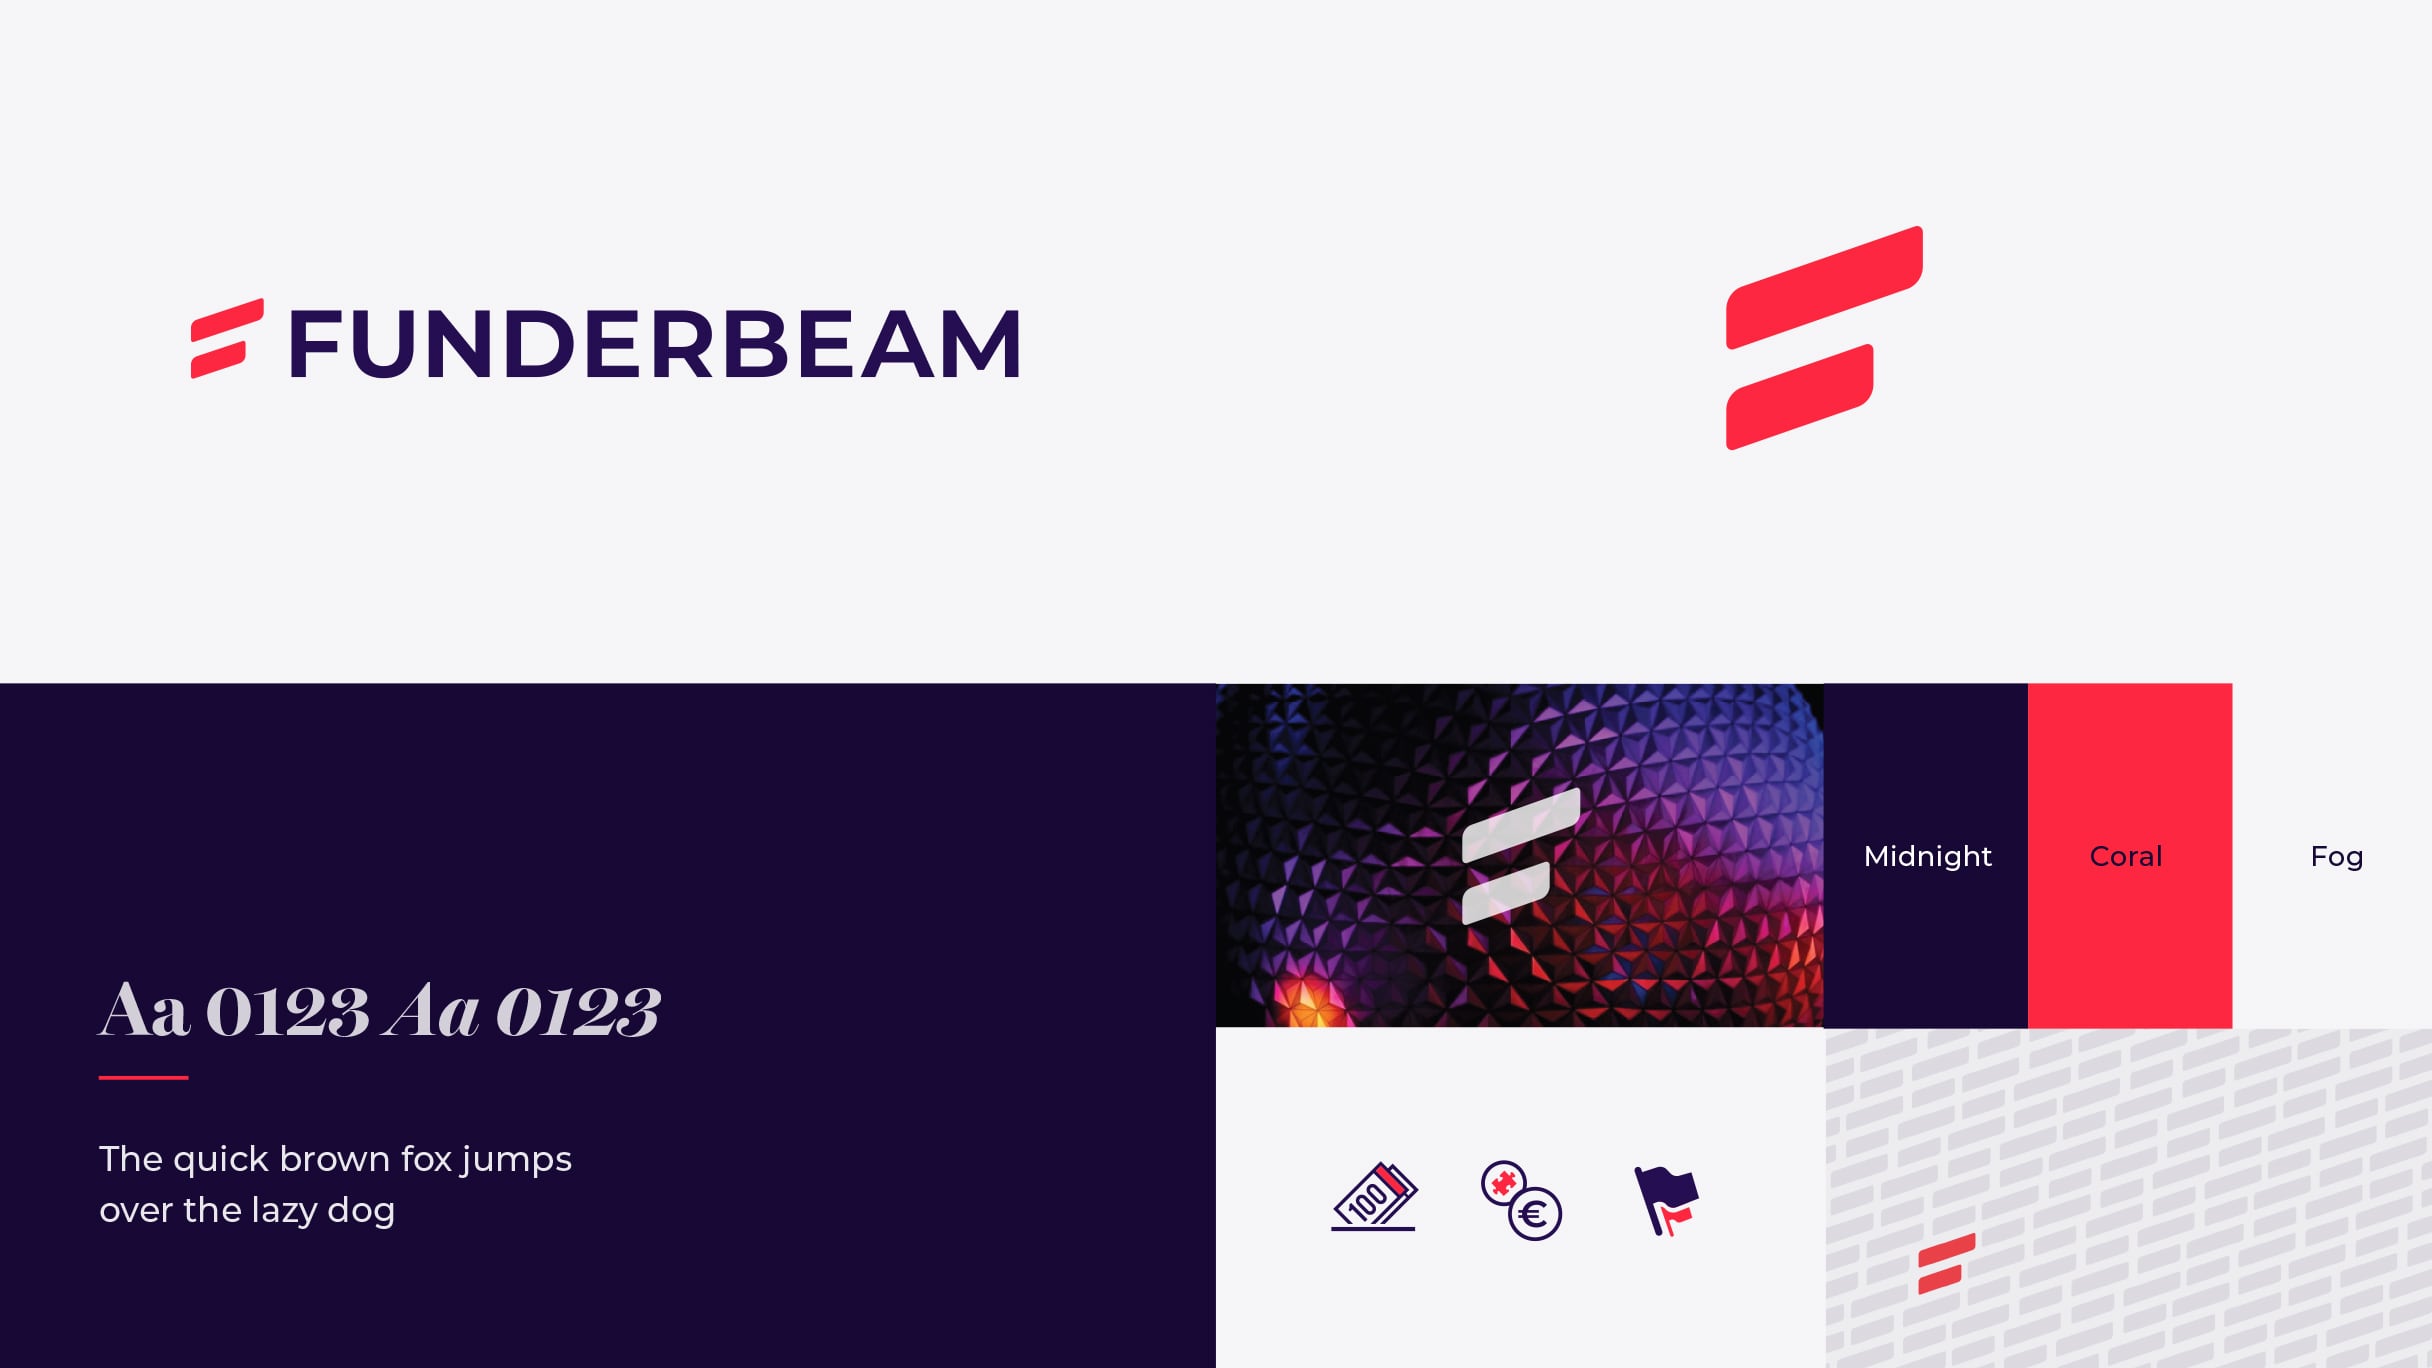 FUNDERBEAM
Midnight
Coral
Fog
Aa 0123 Aa 0123
The quick brown fox jumps
over the lazy dog
100
€